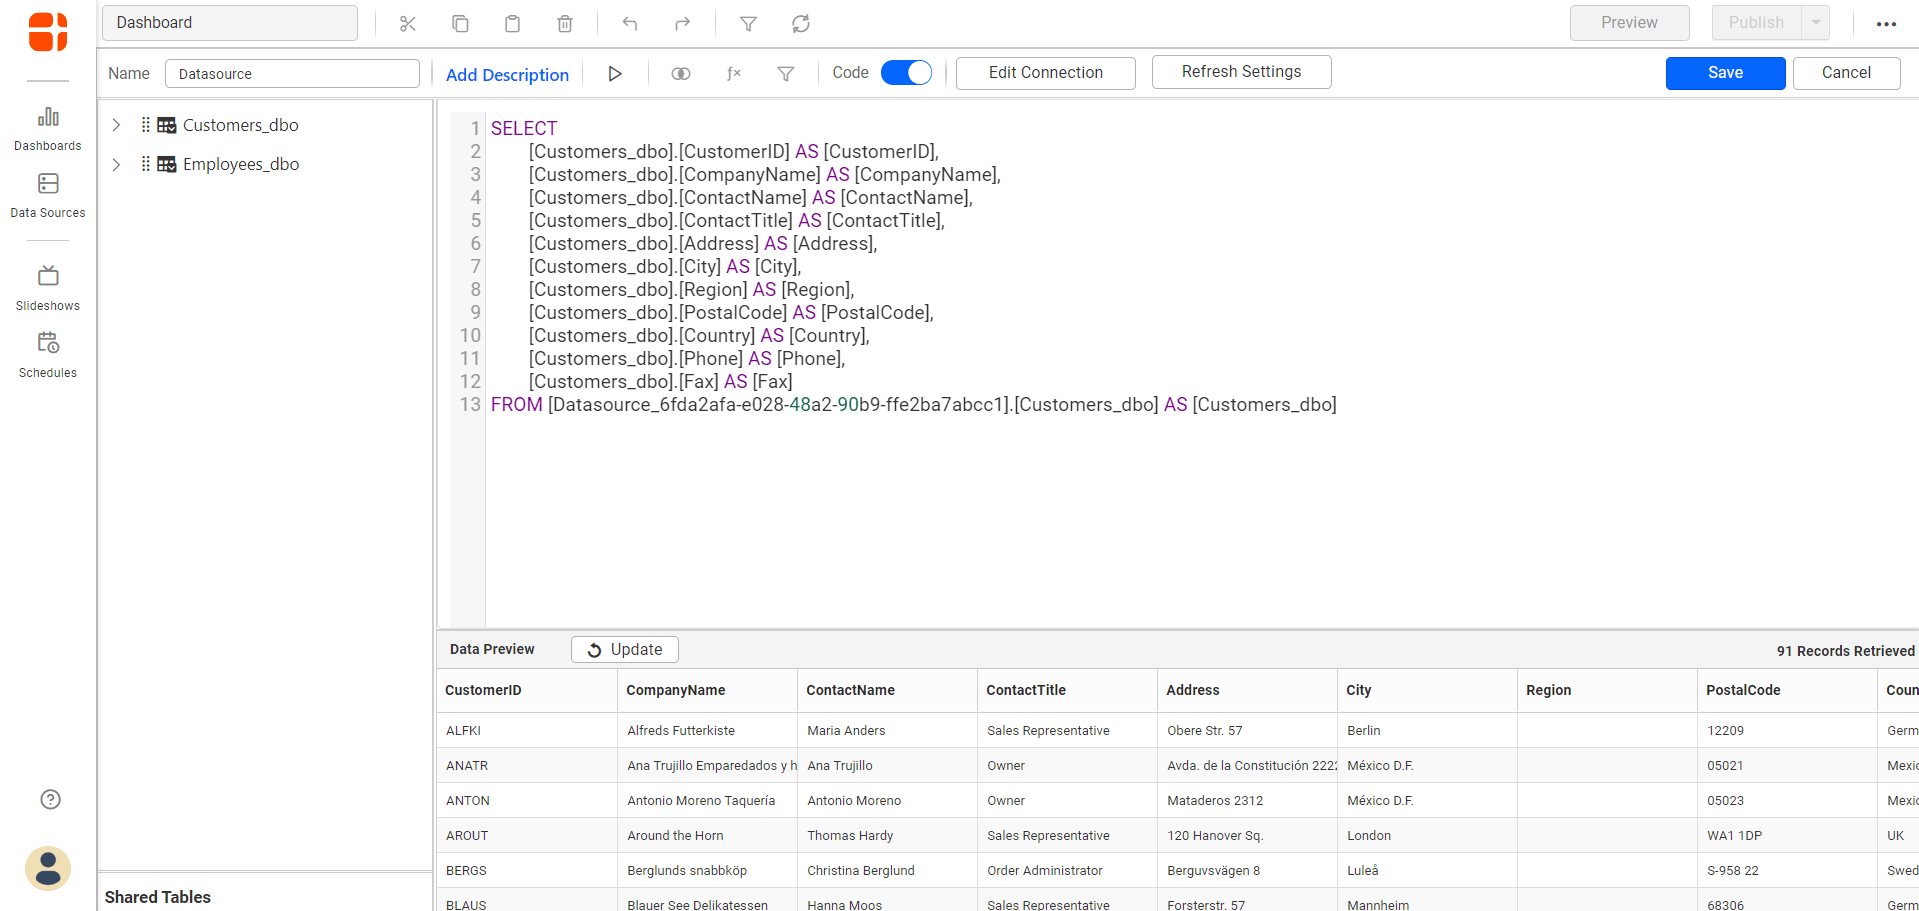 Dashboard
Preview
Publish
Name
Datasource
Add Description
ƒx
Code
Edit Connection
Refresh Settings
Save
Cancel
Dashboards
Data Sources
Slideshows
Schedules
Customers_dbo
Employees_dbo
1 SELECT
2 [Customers_dbo].[CustomerID] AS [CustomerID],
3 [Customers_dbo].[CompanyName] AS [CompanyName],
4 [Customers_dbo].[ContactName] AS [ContactName],
5 [Customers_dbo].[ContactTitle] AS [ContactTitle],
6 [Customers_dbo].[Address] AS [Address],
7 [Customers_dbo].[City] AS [City],
8 [Customers_dbo].[Region] AS [Region],
9 [Customers_dbo].[PostalCode] AS [PostalCode],
10 [Customers_dbo].[Country] AS [Country],
11 [Customers_dbo].[Phone] AS [Phone],
12 [Customers_dbo].[Fax] AS [Fax]
13 FROM [Datasource_6fda2afa-e028-48a2-90b9-ffe2ba7abcc1].[Customers_dbo] AS [Customers_dbo]
Shared Tables
Data Preview
Update
91 Records Retrieved
CustomerID CompanyName ContactName ContactTitle Address City Region PostalCode Coun
ALFKI Alfreds Futterkiste Maria Anders Sales Representative Obere Str. 57 Berlin 12209 Germ
ANATR Ana Trujillo Emparedados y h Ana Trujillo Owner Avda. de la Constitución 2222 México D.F. 05021 Mexic
ANTON Antonio Moreno Taquería Antonio Moreno Owner Mataderos 2312 México D.F. 05023 Mexic
AROUT Around the Horn Thomas Hardy Sales Representative 120 Hanover Sq. London WA1 1DP UK
BERGS Berglunds snabbköp Christina Berglund Order Administrator Berguvsvägen 8 Luleå S-958 22 Swed
BLAUS Blauer See Delikatessen Hanna Moos Sales Representative Forsterstr. 57 Mannheim 68306 Germ